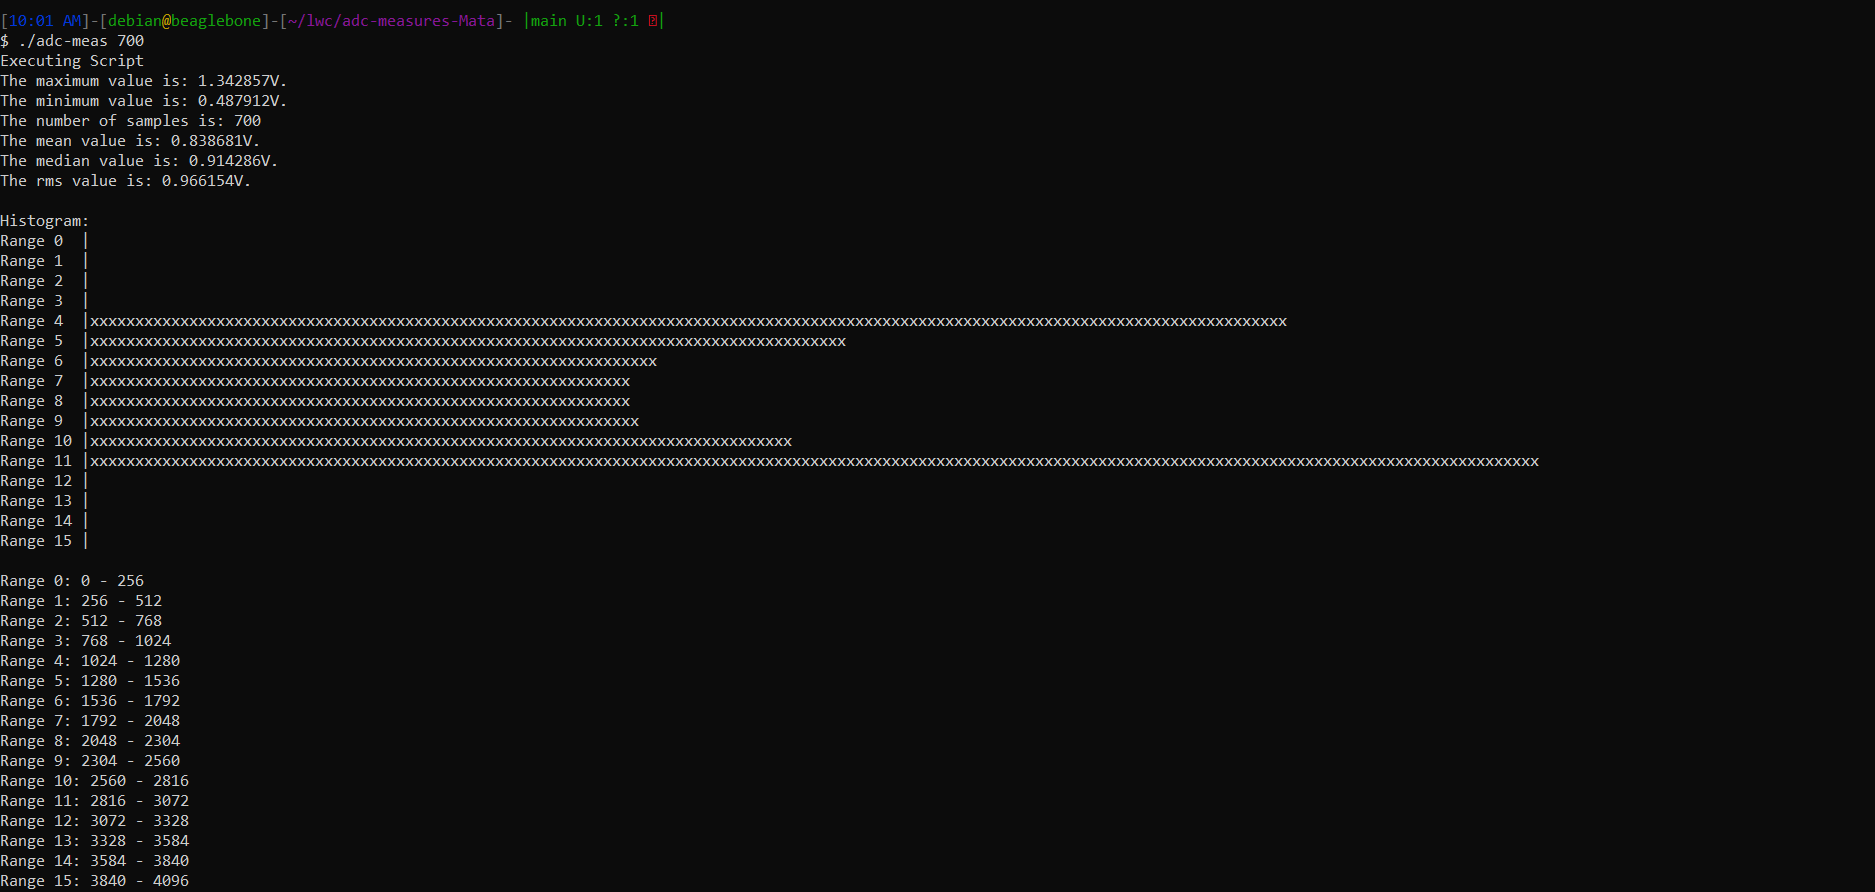 [10:01 AM]-[debian@beaglebone]-[~/lwc/adc-measures-Mata]- |main U:1 ?:1 |
$ ./adc-meas 700
Executing Script
The maximum value is: 1.342857V.
The minimum value is: 0.487912V.
The number of samples is: 700
The mean value is: 0.838681V.
The median value is: 0.914286V.
The rms value is: 0.966154V.
Histogram:
Range 0  |
Range 1  |
Range 2  |
Range 3  |
Range 4  |xxxxxxxxxxxxxxxxxxxxxxxxxxxxxxxxxxxxxxxxxxxxxxxxxxxxxxxxxxxxxxxxxxxxxxxxxxxxxxxxxxxxxxxxxxxxxxxxxxxxxxxxxxxxxxxxxxxxxxxxxxxxxxxxxxxxx
Range 5  |xxxxxxxxxxxxxxxxxxxxxxxxxxxxxxxxxxxxxxxxxxxxxxxxxxxxxxxxxxxxxxxxxxxxxxxxxxxxxxxxxxxx
Range 6  |xxxxxxxxxxxxxxxxxxxxxxxxxxxxxxxxxxxxxxxxxxxxxxxxxxxxxxxxxxxxxxx
Range 7  |xxxxxxxxxxxxxxxxxxxxxxxxxxxxxxxxxxxxxxxxxxxxxxxxxxxxxxxxxxxx
Range 8  |xxxxxxxxxxxxxxxxxxxxxxxxxxxxxxxxxxxxxxxxxxxxxxxxxxxxxxxxxxxx
Range 9  |xxxxxxxxxxxxxxxxxxxxxxxxxxxxxxxxxxxxxxxxxxxxxxxxxxxxxxxxxxxxx
Range 10 |xxxxxxxxxxxxxxxxxxxxxxxxxxxxxxxxxxxxxxxxxxxxxxxxxxxxxxxxxxxxxxxxxxxxxxxxxxxxxx
Range 11 |xxxxxxxxxxxxxxxxxxxxxxxxxxxxxxxxxxxxxxxxxxxxxxxxxxxxxxxxxxxxxxxxxxxxxxxxxxxxxxxxxxxxxxxxxxxxxxxxxxxxxxxxxxxxxxxxxxxxxxxxxxxxxxxxxxxxxxxxxxxxxxxxxxxxxxxxxxxxxxxxx
Range 12 |
Range 13 |
Range 14 |
Range 15 |
Range 0: 0 - 256
Range 1: 256 - 512
Range 2: 512 - 768
Range 3: 768 - 1024
Range 4: 1024 - 1280
Range 5: 1280 - 1536
Range 6: 1536 - 1792
Range 7: 1792 - 2048
Range 8: 2048 - 2304
Range 9: 2304 - 2560
Range 10: 2560 - 2816
Range 11: 2816 - 3072
Range 12: 3072 - 3328
Range 13: 3328 - 3584
Range 14: 3584 - 3840
Range 15: 3840 - 4096